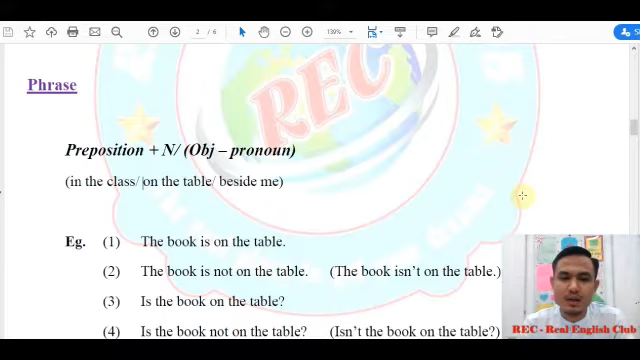 2 / 6
139%
S
REC
Phrase
Preposition + N/ (Obj – pronoun)
(in the class/ on the table/ beside me)
Eg. (1) The book is on the table.
(2) The book is not on the table. (The book isn't on the table.)
(3) Is the book on the table?
(4) Is the book not on the table? (Isn't the book on the table?)
REC - Real English Club